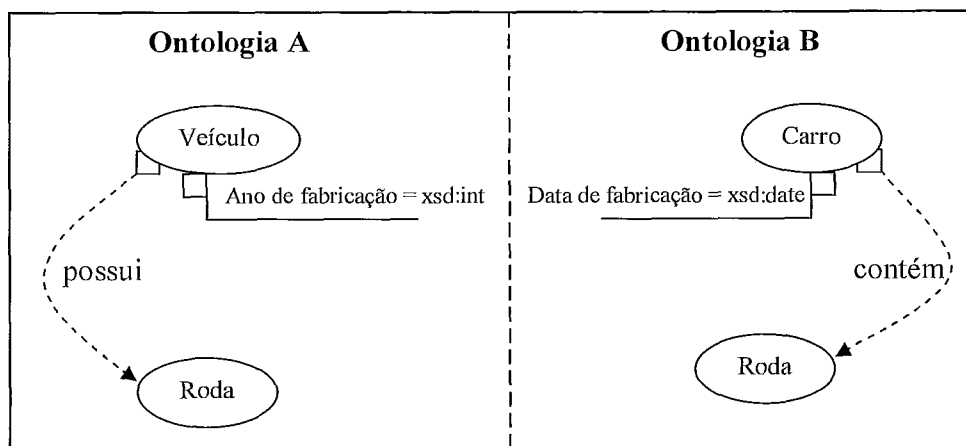 Ontologia A
Veículo
Ano de fabricação = xsd:int
possui
Roda
Ontologia B
Carro
Data de fabricação = xsd:date
contém
Roda